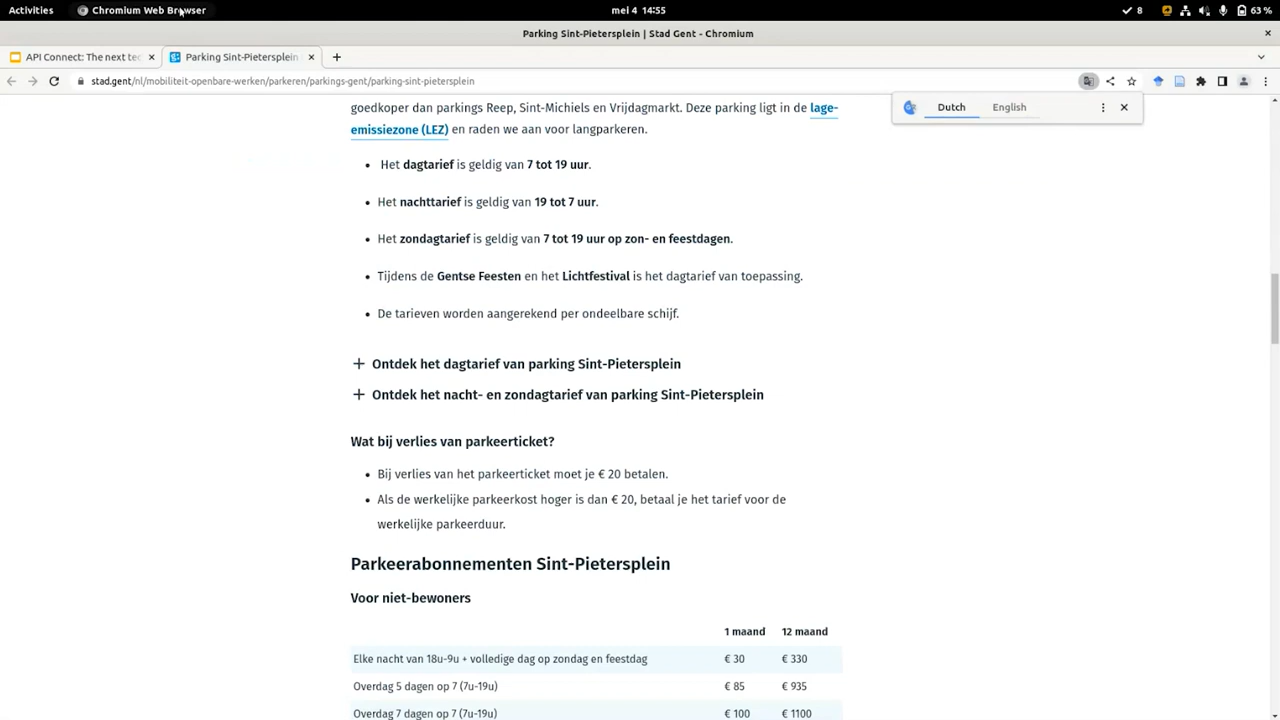 Activities
Chromium Web Browser
mei 4 14:55
8
63 %
Parking Sint-Pietersplein | Stad Gent - Chromium
API Connect: The next te
Parking Sint-Pietersplein
stad.gent/nl/mobiliteit-openbare-werken/parkeren/parkings-gent/parking-sint-pietersplein
Dutch
English
goedkoper dan parkings Reep, Sint-Michiels en Vrijdagmarkt. Deze parking ligt in de lage-
emissiezone (LEZ) en raden we aan voor langparkeren.
Het dagtarief is geldig van 7 tot 19 uur.
Het nachttarief is geldig van 19 tot 7 uur.
Het zondagtarief is geldig van 7 tot 19 uur op zon- en feestdagen.
Tijdens de Gentse Feesten en het Lichtfestival is het dagtarief van toepassing.
De tarieven worden aangerekend per ondeelbare schijf.
Ontdek het dagtarief van parking Sint-Pietersplein
Ontdek het nacht- en zondagtarief van parking Sint-Pietersplein
Wat bij verlies van parkeerticket?
Bij verlies van het parkeerticket moet je € 20 betalen.
Als de werkelijke parkeerkost hoger is dan € 20, betaal je het tarief voor de
werkelijke parkeerduur.
Parkeerabonnementen Sint-Pietersplein
Voor niet-bewoners
1 maand 12 maand
Elke nacht van 18u-9u + volledige dag op zondag en feestdag € 30 € 330
Overdag 5 dagen op 7 (7u-19u) € 85 € 935
Overdag 7 dagen op 7 (7u-19u) € 100 € 1100